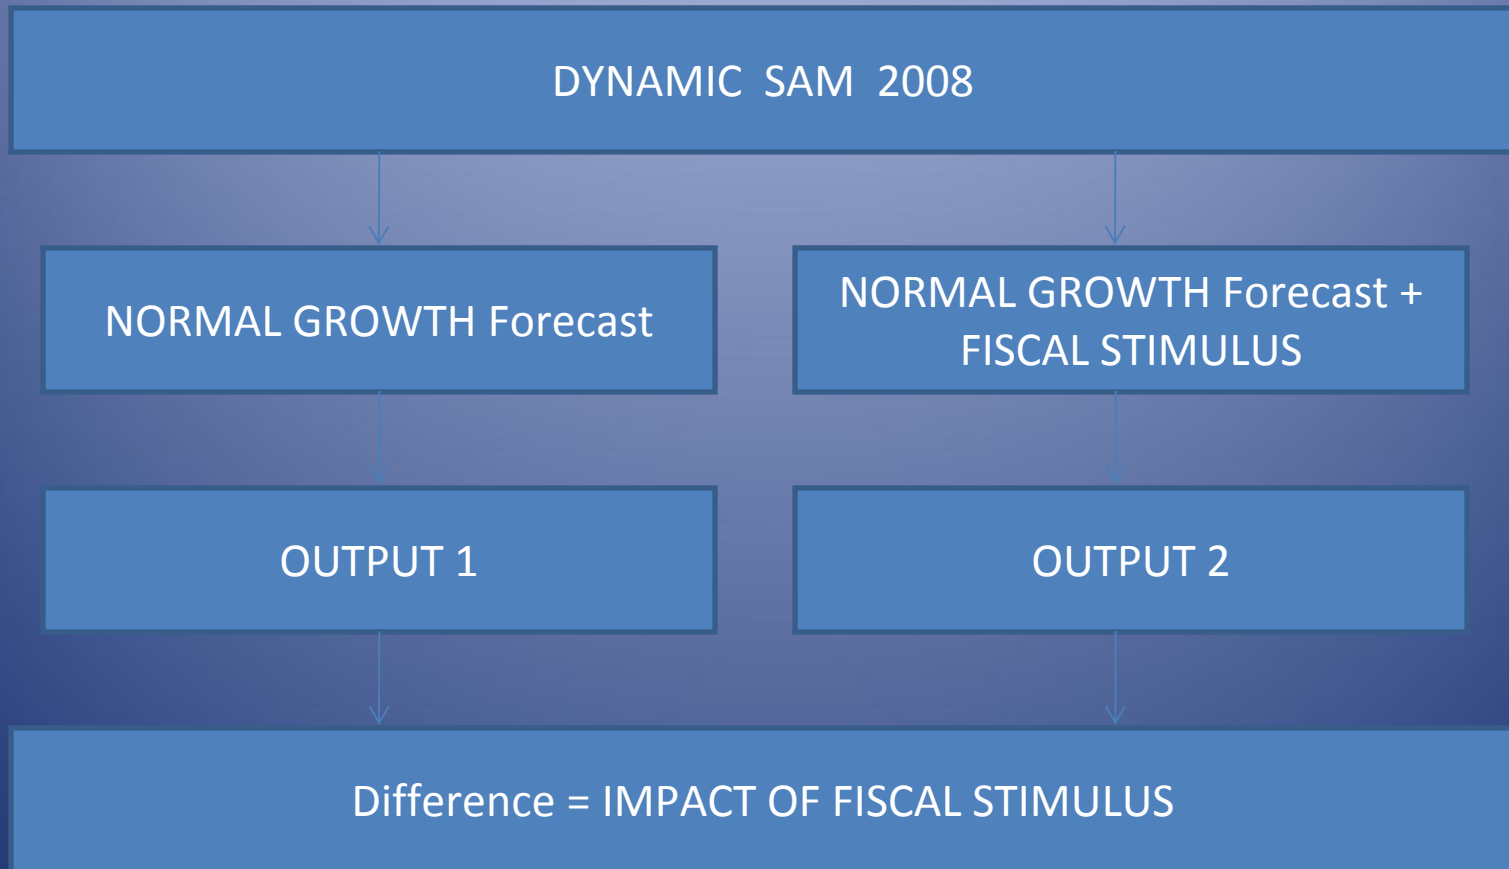 DYNAMIC SAM 2008
NORMAL GROWTH Forecast
NORMAL GROWTH Forecast +
FISCAL STIMULUS
OUTPUT 1
OUTPUT 2
Difference = IMPACT OF FISCAL STIMULUS